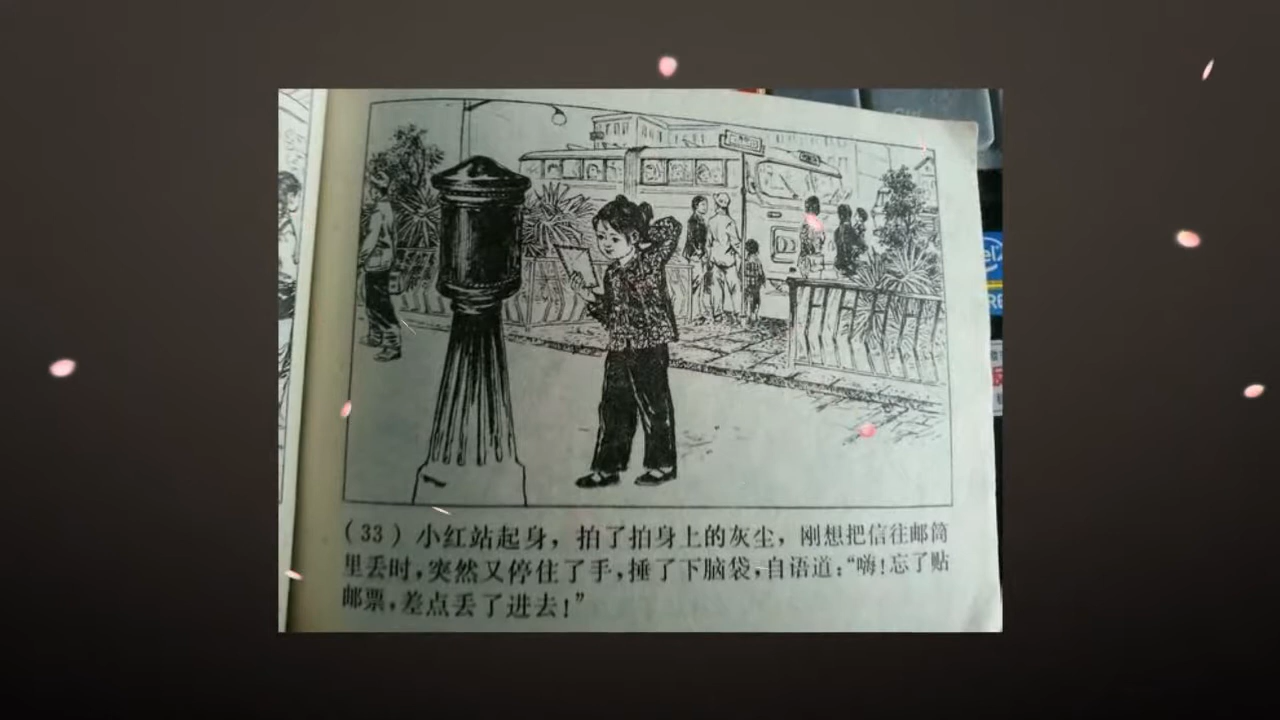 (33) 小红站起身，拍了拍身上的灰尘，刚想把信往邮筒
里丢时，突然又停住了手，捶了下脑袋，自语道：“嗨！忘了贴
邮票，差点丢了进去！”